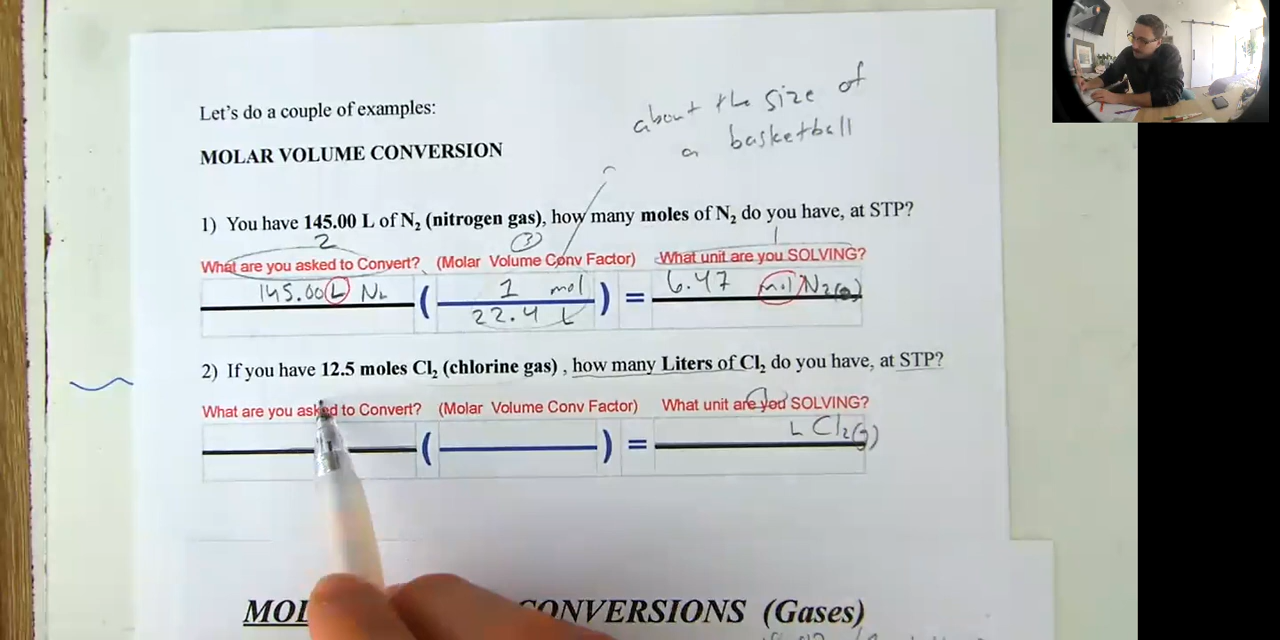 Let's do a couple of examples:
about the size of
a basketball
MOLAR VOLUME CONVERSION
1) You have 145.00 L of N₂ (nitrogen gas), how many moles of N₂ do you have, at STP?
2 3 1
What are you asked to Convert? (Molar Volume Conv Factor) What unit are you SOLVING?
145.00 L N₂ ( 1 mol ) = 6.47 mol N₂(g)
22.4 L
2) If you have 12.5 moles Cl₂ (chlorine gas) , how many Liters of Cl₂ do you have, at STP?
What are you asked to Convert? (Molar Volume Conv Factor) What unit are you SOLVING?
( ) = L Cl₂(g)
CONVERSIONS (Gases)